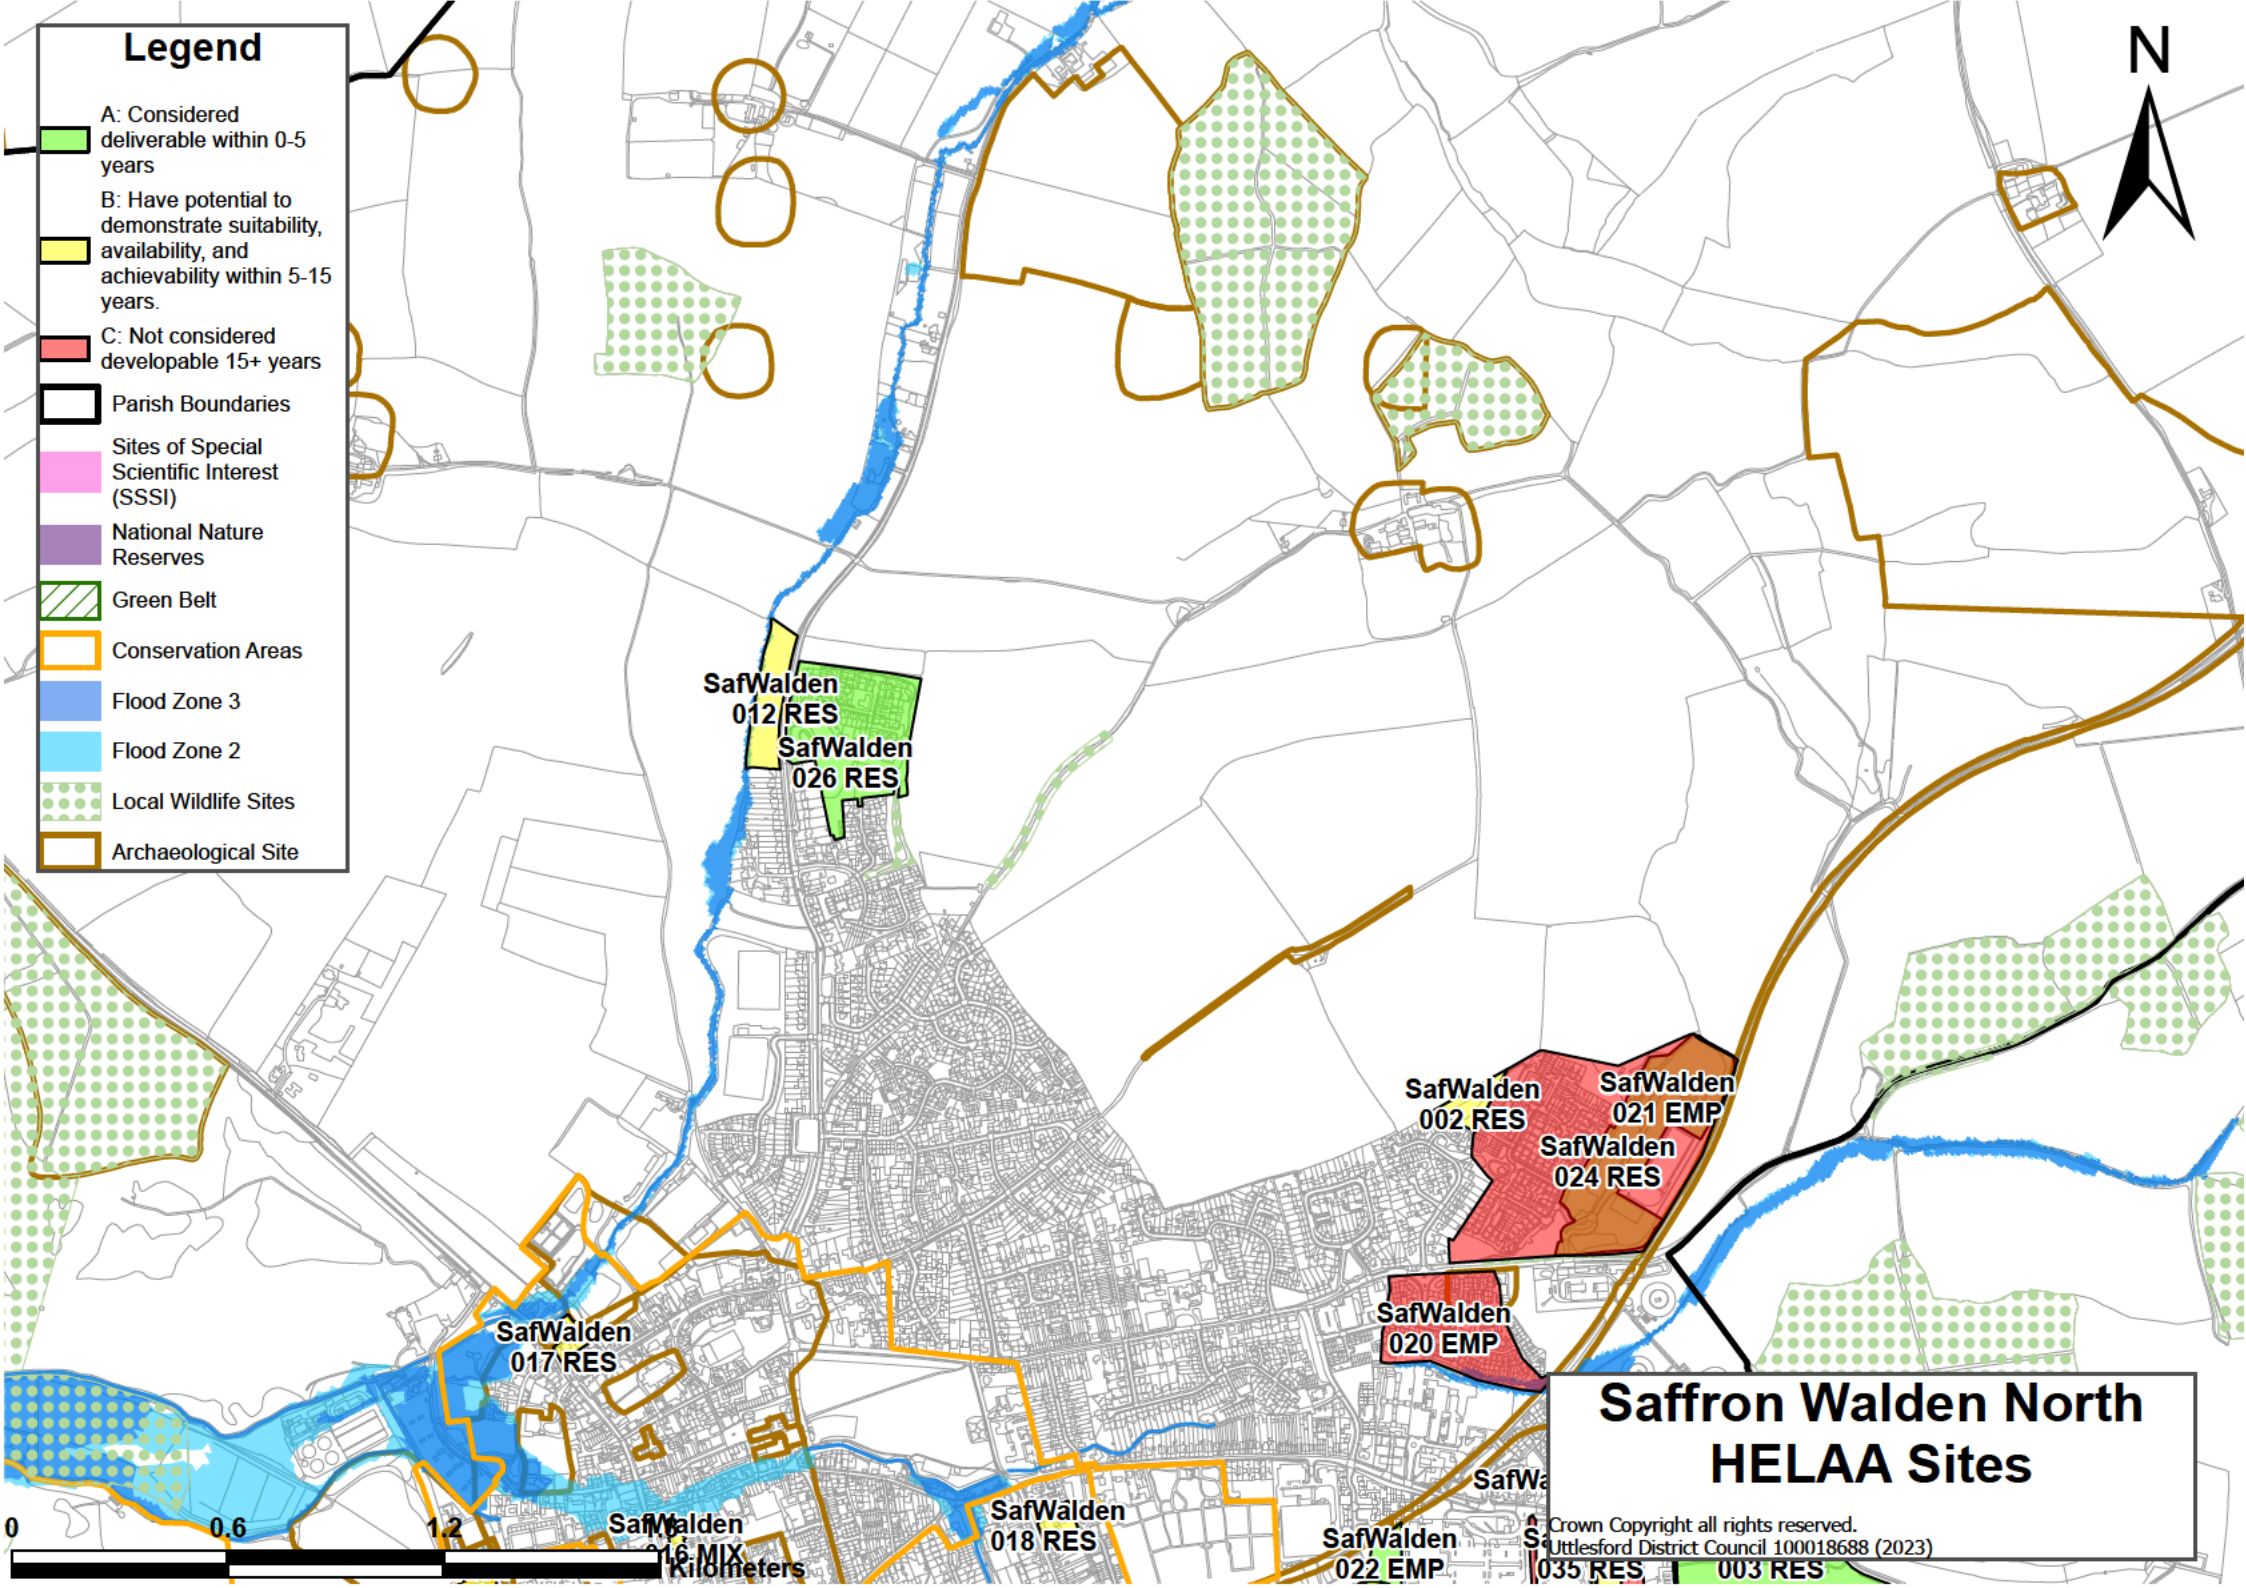 Legend
A: Considered
deliverable within 0-5
years
B: Have potential to
demonstrate suitability,
availability, and
achievability within 5-15
years.
C: Not considered
developable 15+ years
Parish Boundaries
Sites of Special
Scientific Interest
(SSSI)
National Nature
Reserves
Green Belt
Conservation Areas
Flood Zone 3
Flood Zone 2
Local Wildlife Sites
Archaeological Site
N
SafWalden
012 RES
SafWalden
026 RES
SafWalden
002 RES
SafWalden
021 EMP
SafWalden
024 RES
SafWalden
020 EMP
SafWalden
017 RES
SafWalden
016 MIX
SafWalden
018 RES
SafWalden
022 EMP
035 RES
003 RES
0 0.6 1.2
Kilometers
Saffron Walden North
HELAA Sites
Crown Copyright all rights reserved.
Uttlesford District Council 100018688 (2023)